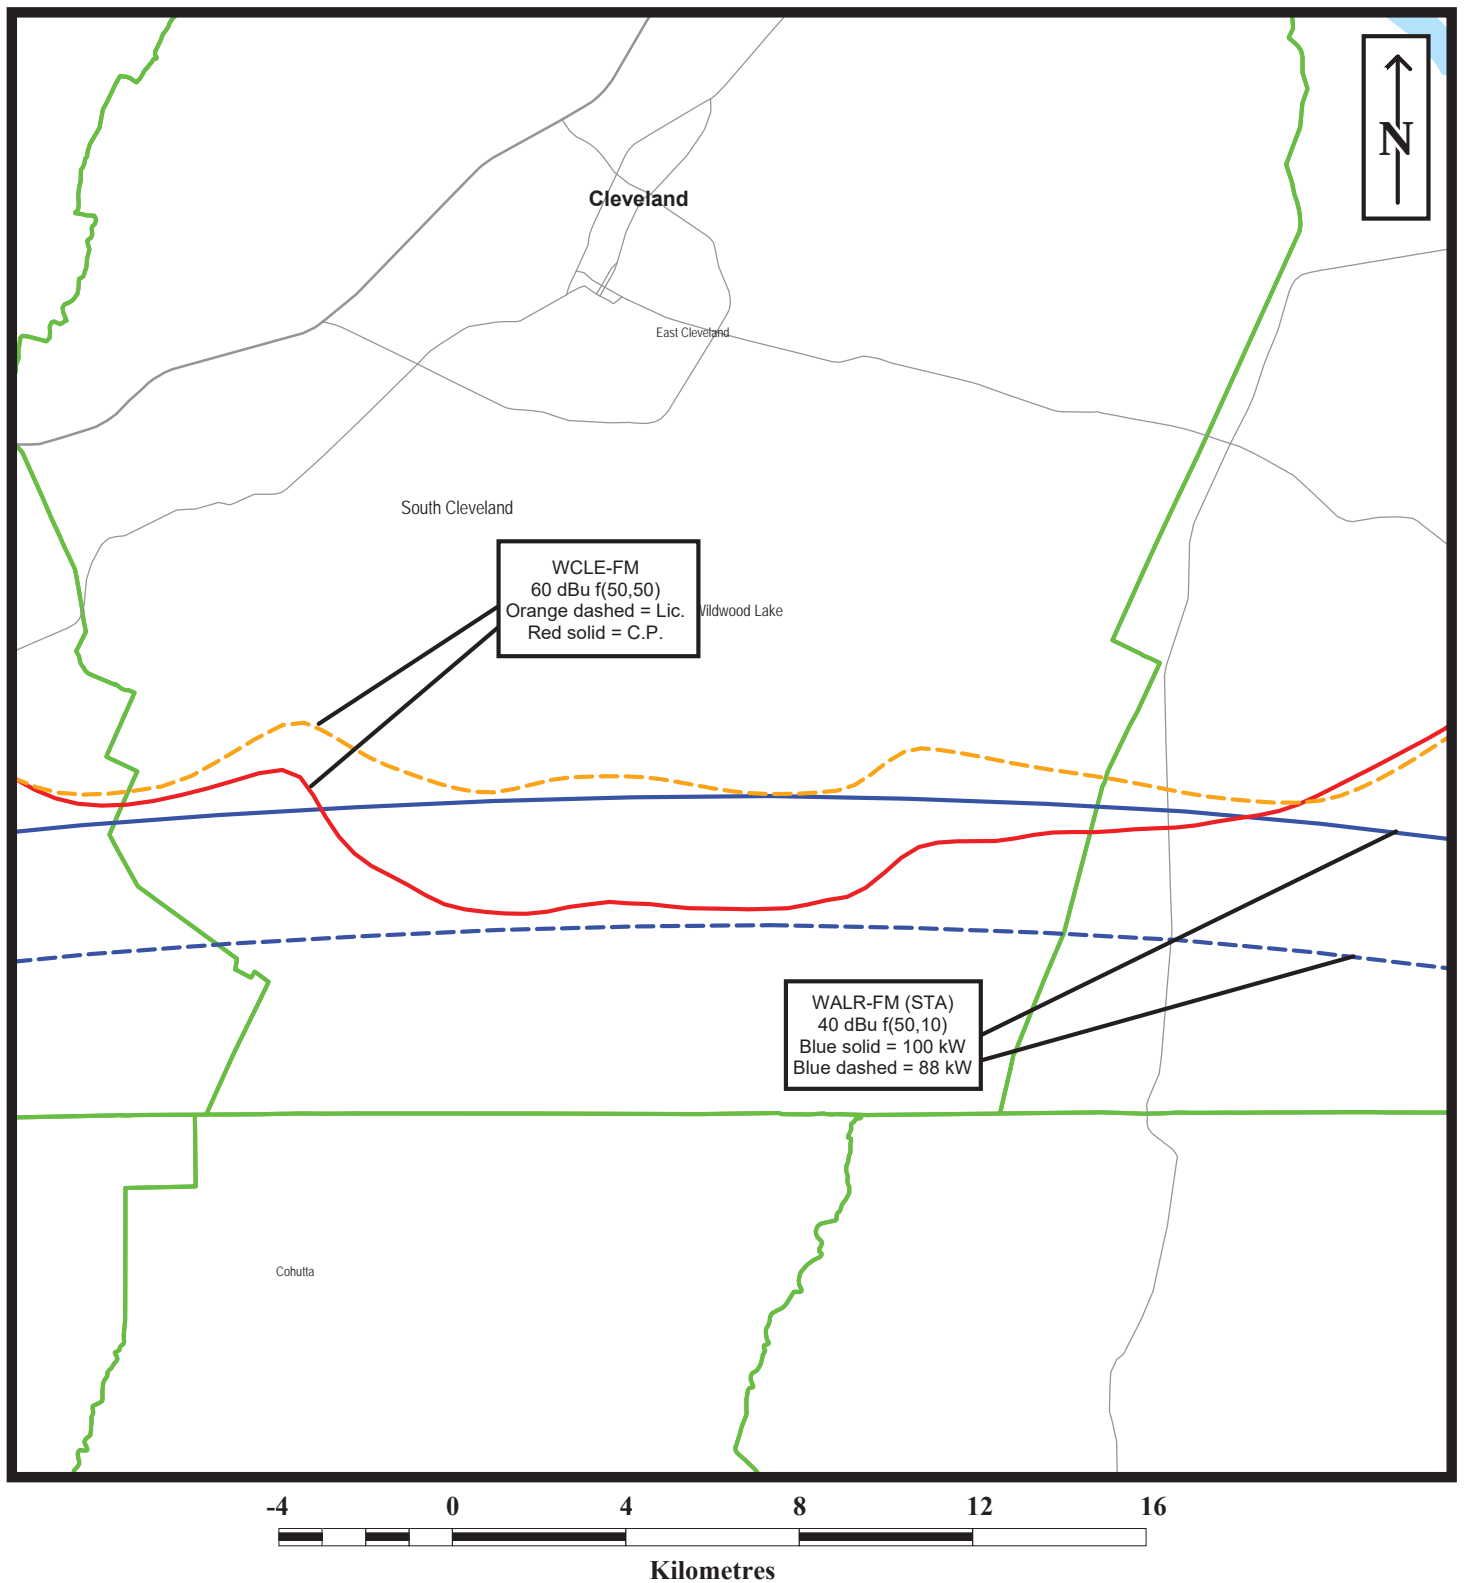 N
Cleveland
East Cleveland
South Cleveland
WCLE-FM
60 dBu f(50,50)
Orange dashed = Lic.
Red solid = C.P.
Wildwood Lake
WALR-FM (STA)
40 dBu f(50,10)
Blue solid = 100 kW
Blue dashed = 88 kW
Cohutta
-4 0 4 8 12 16
Kilometres